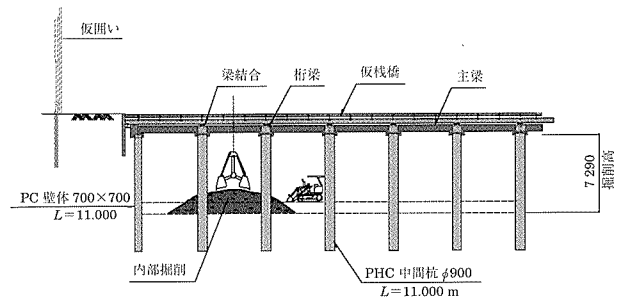 仮囲い
梁結合
桁梁
仮桟橋
主梁
7 290
掘削高
PC 壁体 700×700
L=11.000
内部掘削
PHC 中間杭 φ900
L=11.000 m